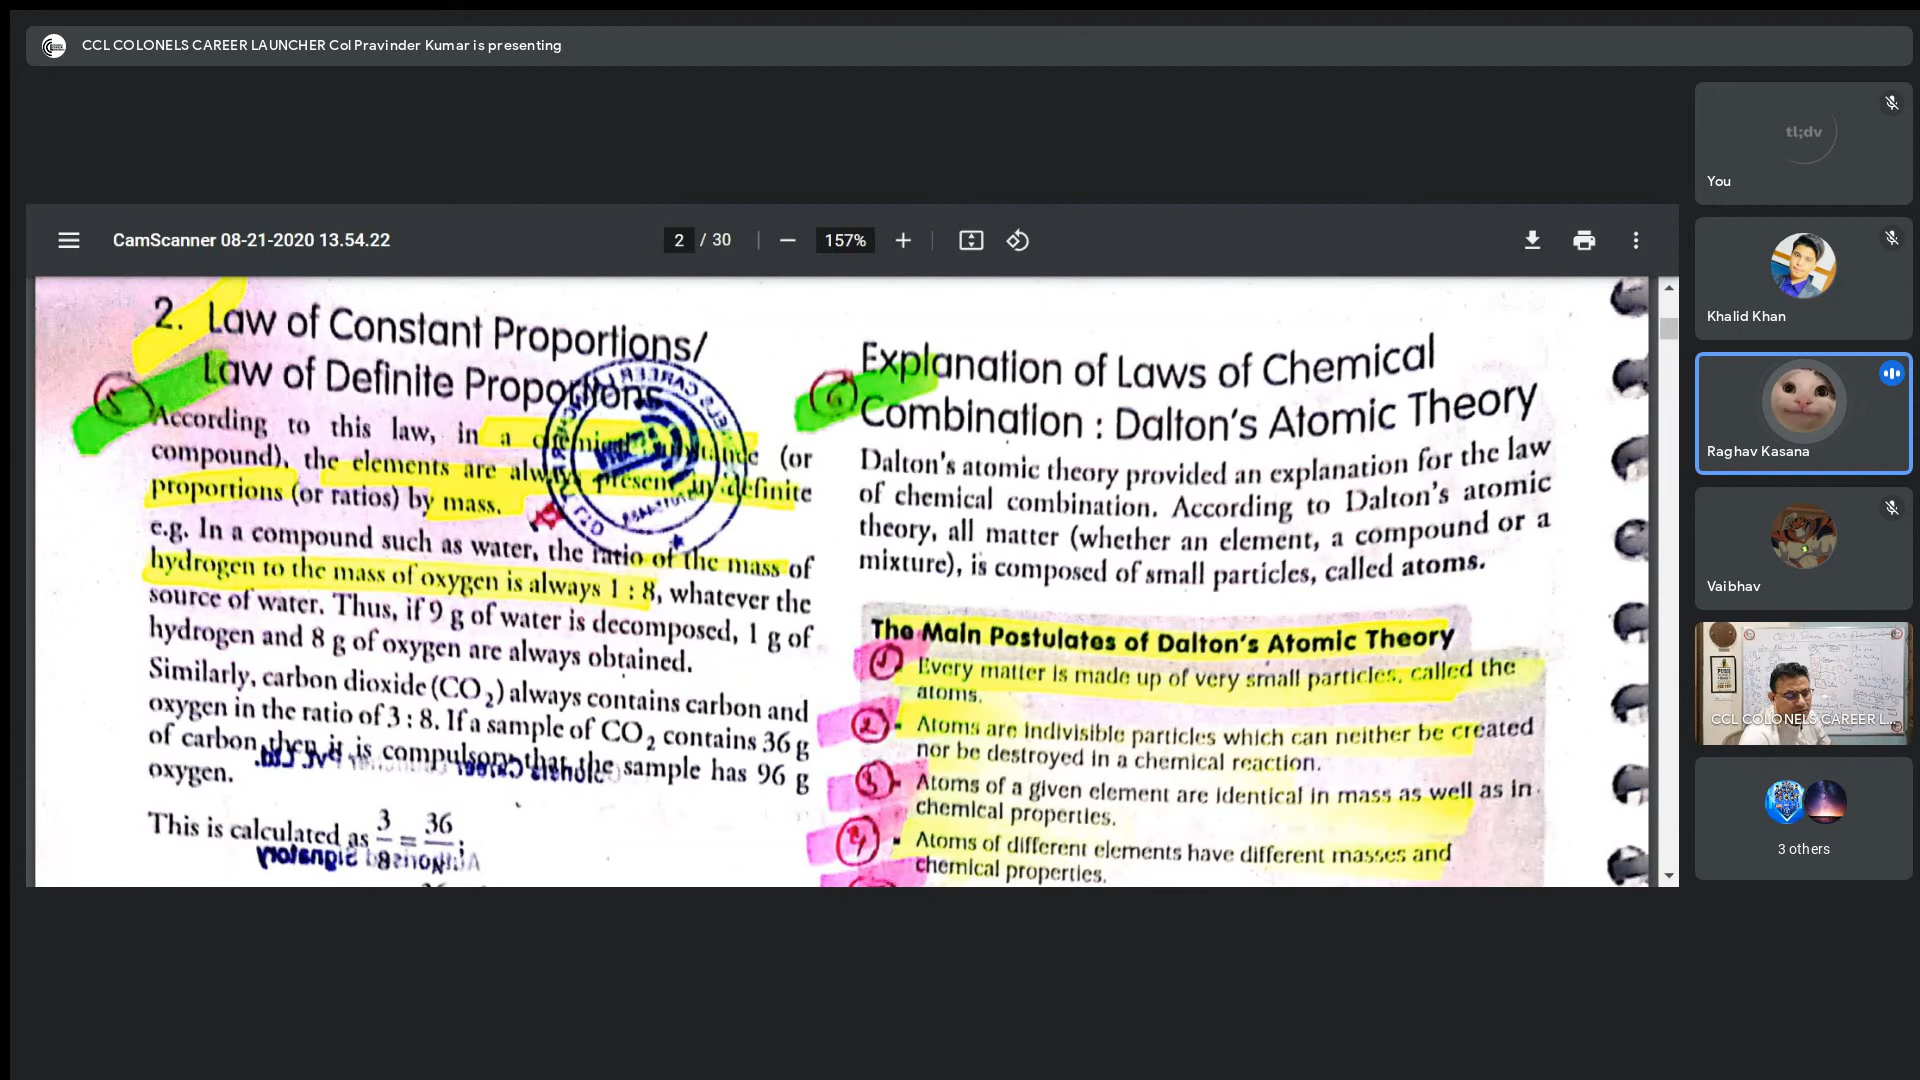 CCL COLONELS CAREER LAUNCHER Col Pravinder Kumar is presenting
CamScanner 08-21-2020 13.54.22
2 / 30
157%
2. Law of Constant Proportions/
Law of Definite Proportions
5
According to this law, in a chemical substance (or
compound), the elements are always present in definite
proportions (or ratios) by mass.
e.g. In a compound such as water, the ratio of the mass of
hydrogen to the mass of oxygen is always 1 : 8, whatever the
source of water. Thus, if 9 g of water is decomposed, 1 g of
hydrogen and 8 g of oxygen are always obtained.
Similarly, carbon dioxide (CO2) always contains carbon and
oxygen in the ratio of 3 : 8. If a sample of CO2 contains 36 g
of carbon then it is compulsory that the sample has 96 g
oxygen.
This is calculated as 3/8 = 36
6
Explanation of Laws of Chemical
Combination : Dalton's Atomic Theory
Dalton's atomic theory provided an explanation for the law
of chemical combination. According to Dalton's atomic
theory, all matter (whether an element, a compound or a
mixture), is composed of small particles, called atoms.
The Main Postulates of Dalton's Atomic Theory
1 Every matter is made up of very small particles, called the
atoms.
2 • Atoms are indivisible particles which can neither be created
nor be destroyed in a chemical reaction.
3 Atoms of a given element are identical in mass as well as in
chemical properties.
4 • Atoms of different elements have different masses and
chemical properties.
tl;dv
You
Khalid Khan
Raghav Kasana
Vaibhav
CCL COLONELS CAREER L...
3 others